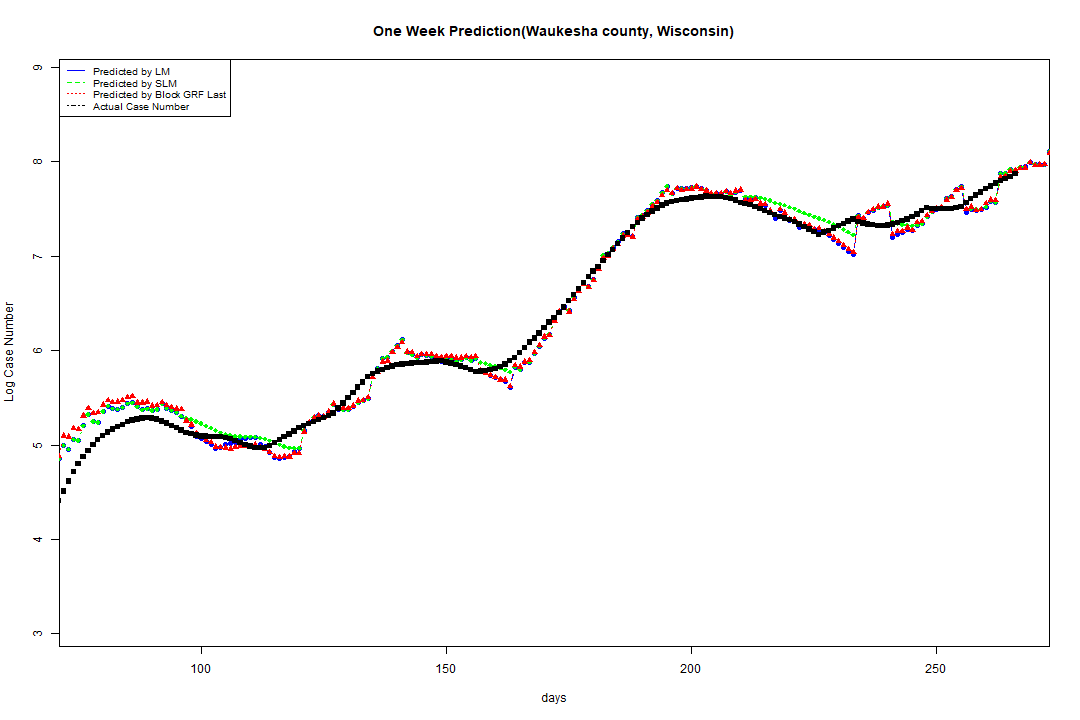 One Week Prediction(Waukesha county, Wisconsin)
Predicted by LM
Predicted by SLM
Predicted by Block GRF Last
Actual Case Number
9
8
7
6
5
4
3
Log Case Number
100 150 200 250
days